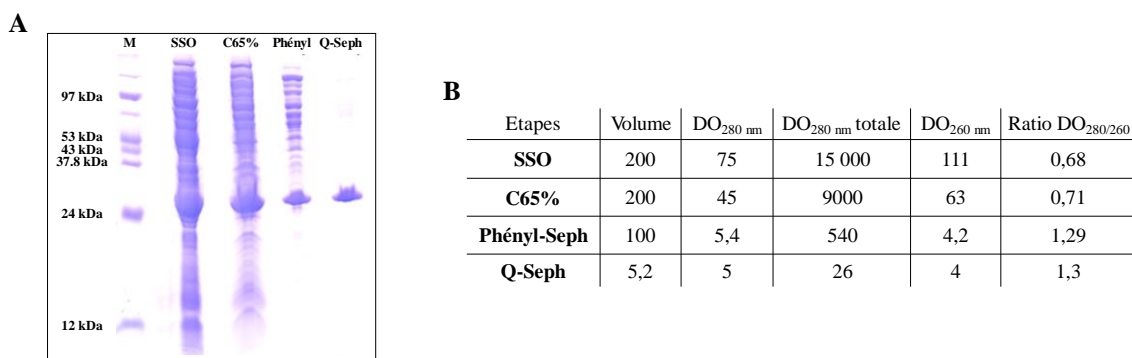 A
M SSO C65% Phényl Q-Seph
97 kDa
53 kDa
43 kDa
37.8 kDa
24 kDa
12 kDa
B
Etapes Volume DO280 nm DO280 nm totale DO260 nm Ratio DO280/260
SSO 200 75 15 000 111 0,68
C65% 200 45 9000 63 0,71
Phényl-Seph 100 5,4 540 4,2 1,29
Q-Seph 5,2 5 26 4 1,3